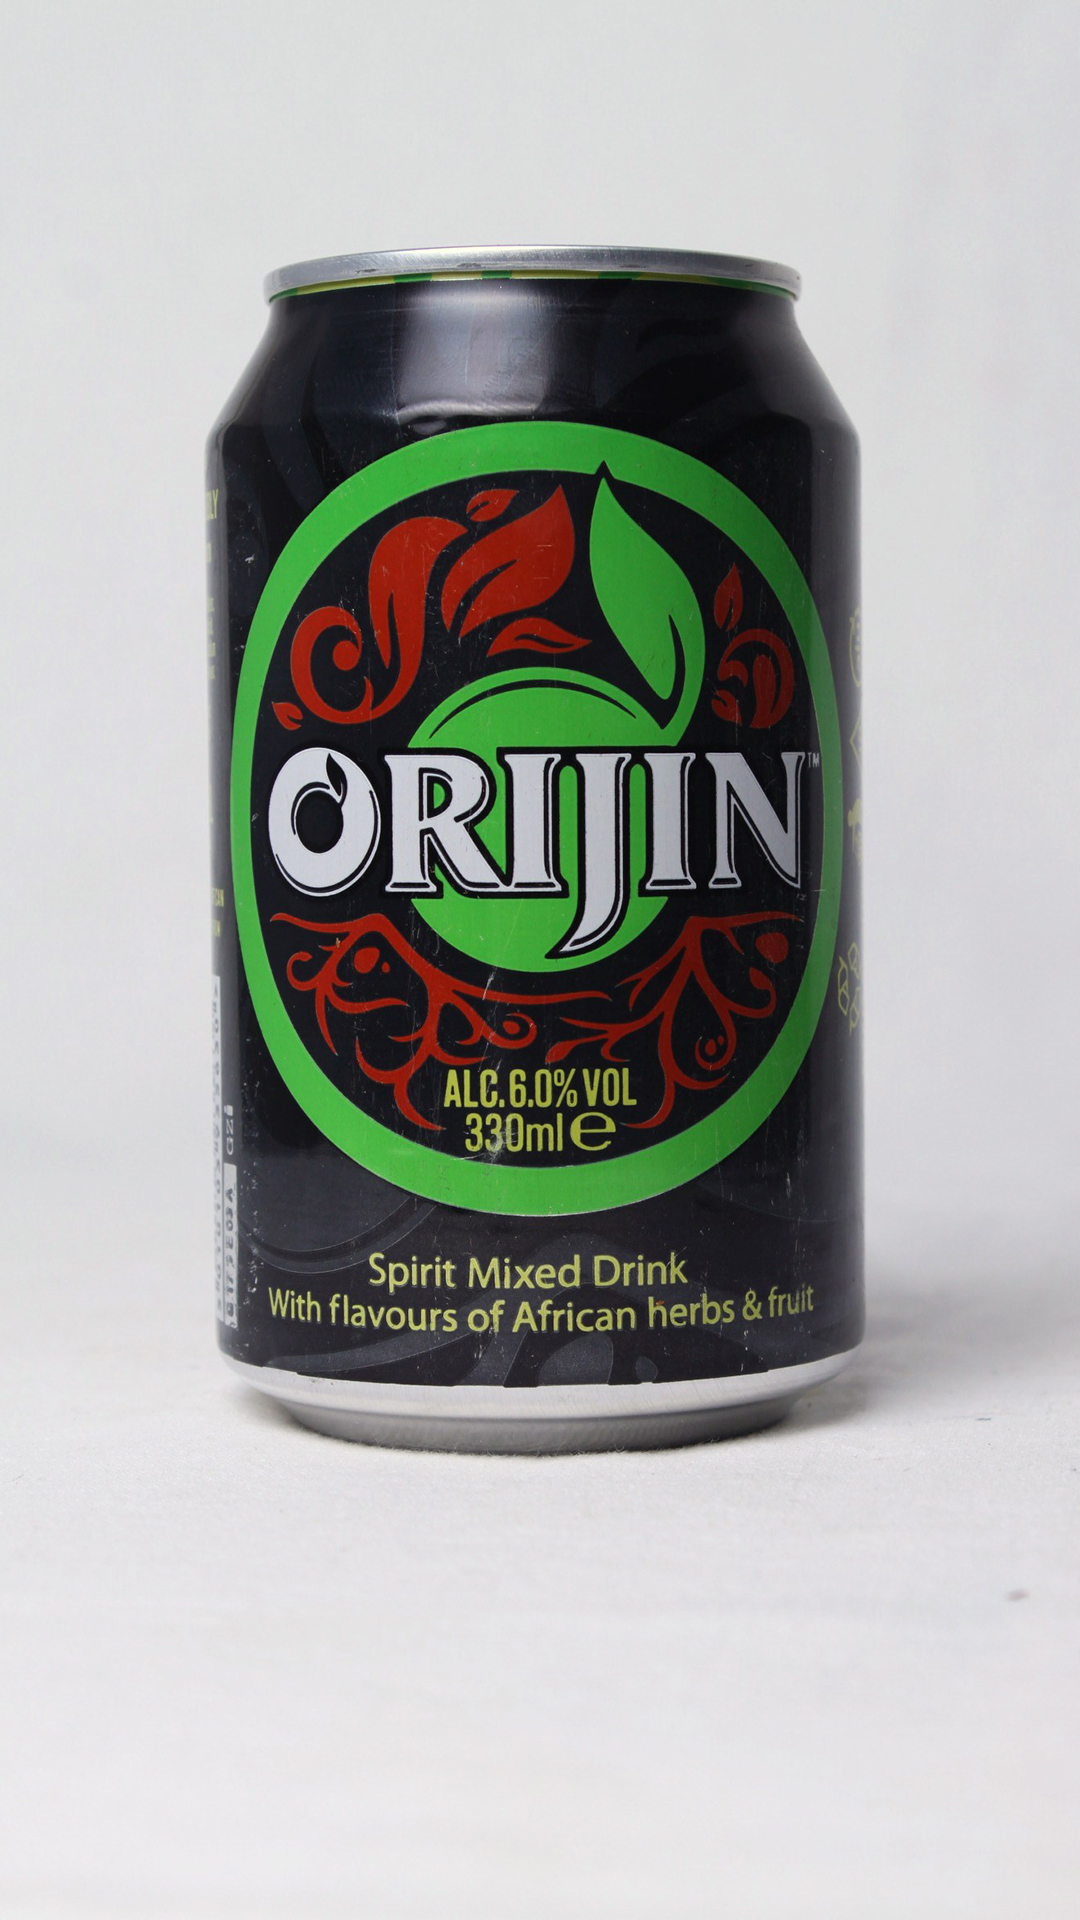 ORIJIN™
ALC. 6.0% VOL
330ml e
Spirit Mixed Drink
With flavours of African herbs & fruit